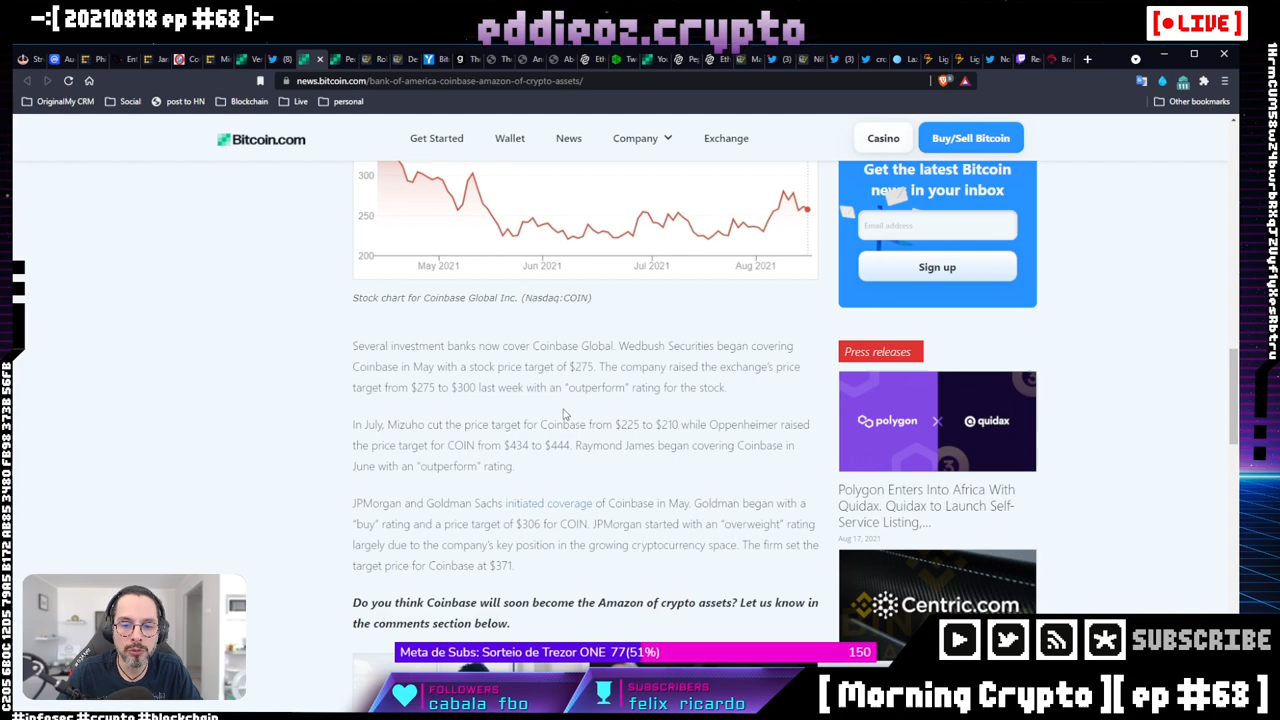 -:[ 20210818 ep #68]:-
eddieoz.crypto
[● LIVE]
news.bitcoin.com/bank-of-america-coinbase-amazon-of-crypto-assets/
OriginalMy CRM
Social
post to HN
Blockchain
Live
personal
Other bookmarks
Bitcoin.com
Get Started
Wallet
News
Company
Exchange
Casino
Buy/Sell Bitcoin
300
250
200
May 2021
Jun 2021
Jul 2021
Aug 2021
Stock chart for Coinbase Global Inc. (Nasdaq:COIN)
Several investment banks now cover Coinbase Global. Wedbush Securities began covering
Coinbase in May with a stock price target of $275. The company raised the exchange's price
target from $275 to $300 last week with an “outperform” rating for the stock.
In July, Mizuho cut the price target for Coinbase from $225 to $210 while Oppenheimer raised
the price target for COIN from $434 to $444. Raymond James began covering Coinbase in
June with an “outperform” rating.
JPMorgan and Goldman Sachs initiated coverage of Coinbase in May. Goldman began with a
“buy” rating and a price target of $306 for COIN. JPMorgan started with an “overweight” rating
largely due to the company's key position in the growing cryptocurrency space. The firm set the
target price for Coinbase at $371.
Do you think Coinbase will soon become the Amazon of crypto assets? Let us know in
the comments section below.
Get the latest Bitcoin
news in your inbox
Email address
Sign up
Press releases
polygon X quidax
Polygon Enters Into Africa With
Quidax. Quidax to Launch Self-
Service Listing,...
Aug 17, 2021
Centric.com
Meta de Subs: Sorteio de Trezor ONE 77(51%)
150
FOLLOWERS
cabala_fbo
SUBSCRIBERS
felix_ricardo
SUBSCRIBE
[ Morning Crypto ][ ep #68 ]
#infosec #crypto #blockchain